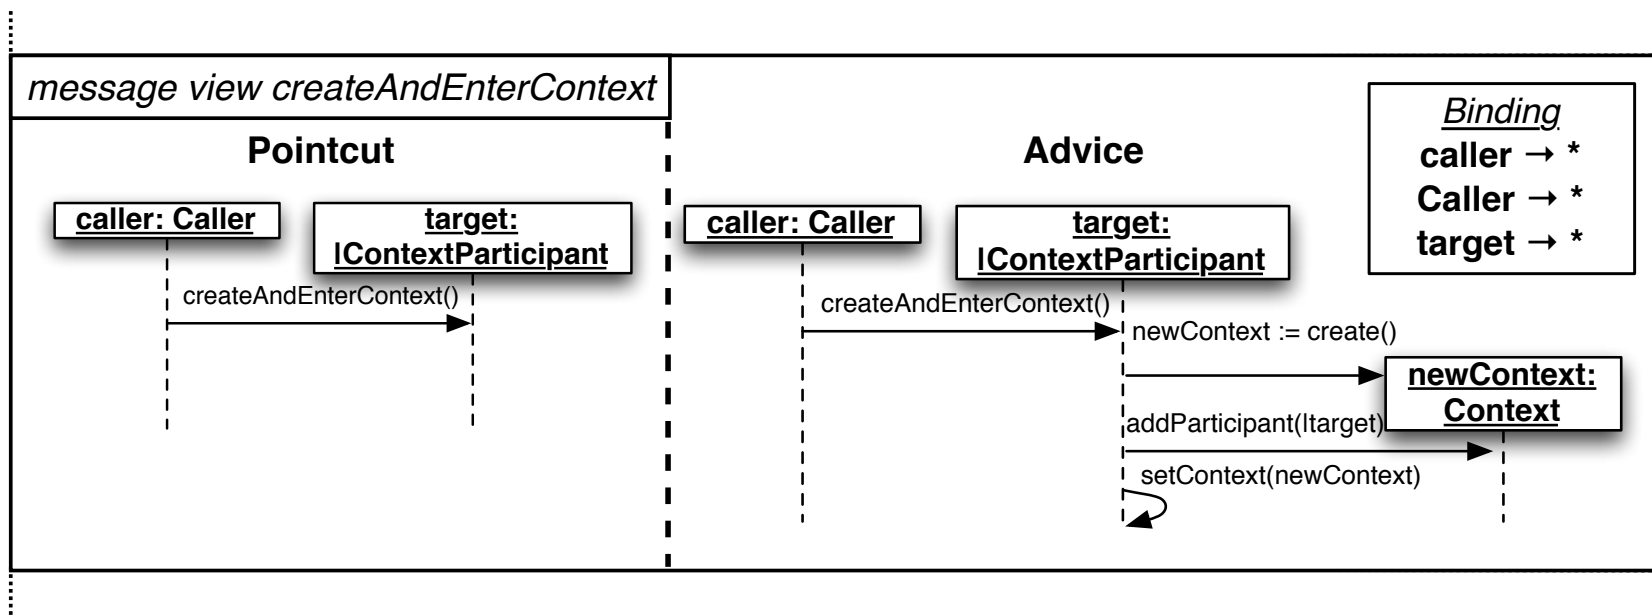 message view createAndEnterContext
Pointcut
caller: Caller
target:
IContextParticipant
createAndEnterContext()
Advice
caller: Caller
target:
IContextParticipant
createAndEnterContext()
newContext := create()
newContext:
Context
addParticipant(Itarget)
setContext(newContext)
Binding
caller → *
Caller → *
target → *